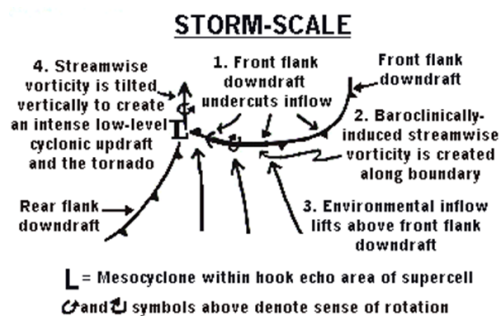 STORM-SCALE
4. Streamwise
vorticity is tilted
vertically to create
an intense low-level
cyclonic updraft
and the tornado
1. Front flank
downdraft
undercuts inflow
Front flank
downdraft
L
2. Baroclinically-
induced streamwise
vorticity is created
along boundary
Rear flank
downdraft
3. Environmental inflow
lifts above front flank
downdraft
L = Mesocyclone within hook echo area of supercell
and symbols above denote sense of rotation